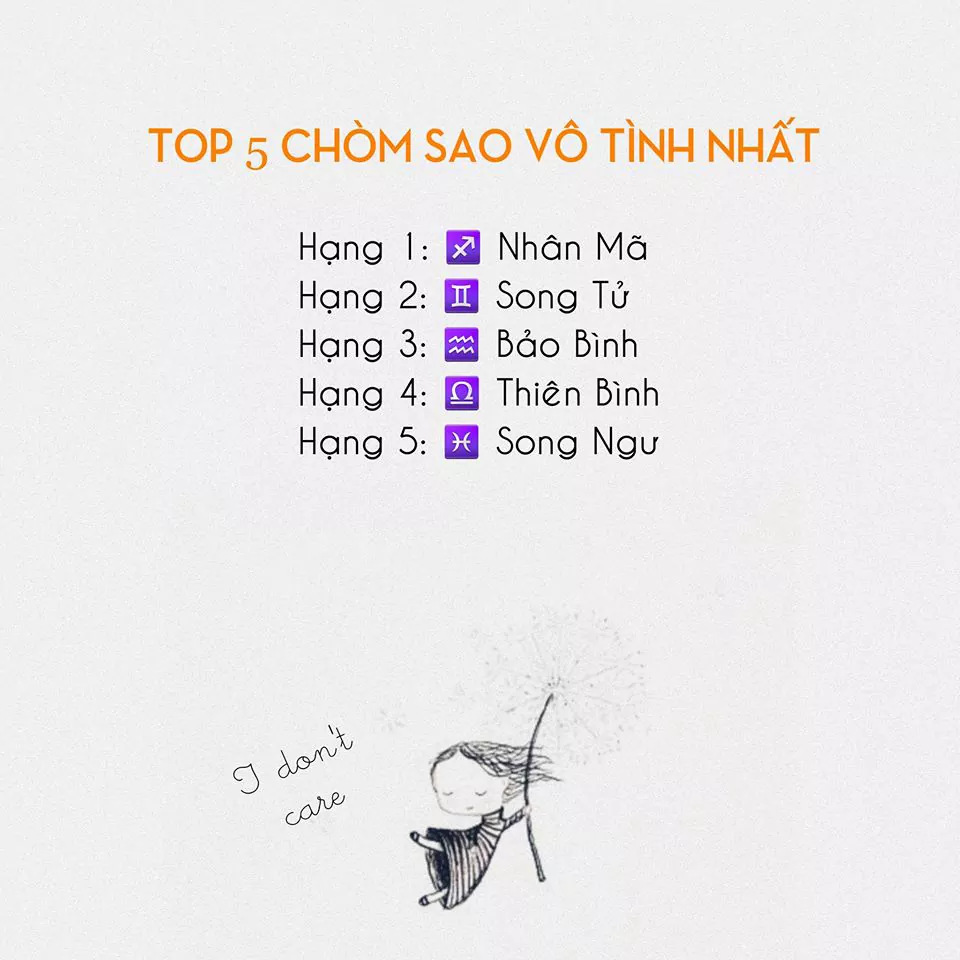 TOP 5 CHÒM SAO VÔ TÌNH NHẤT
Hạng 1: ♐ Nhân Mã
Hạng 2: ♊ Song Tử
Hạng 3: ♒ Bảo Bình
Hạng 4: ♎ Thiên Bình
Hạng 5: ♓ Song Ngư
I don't
care